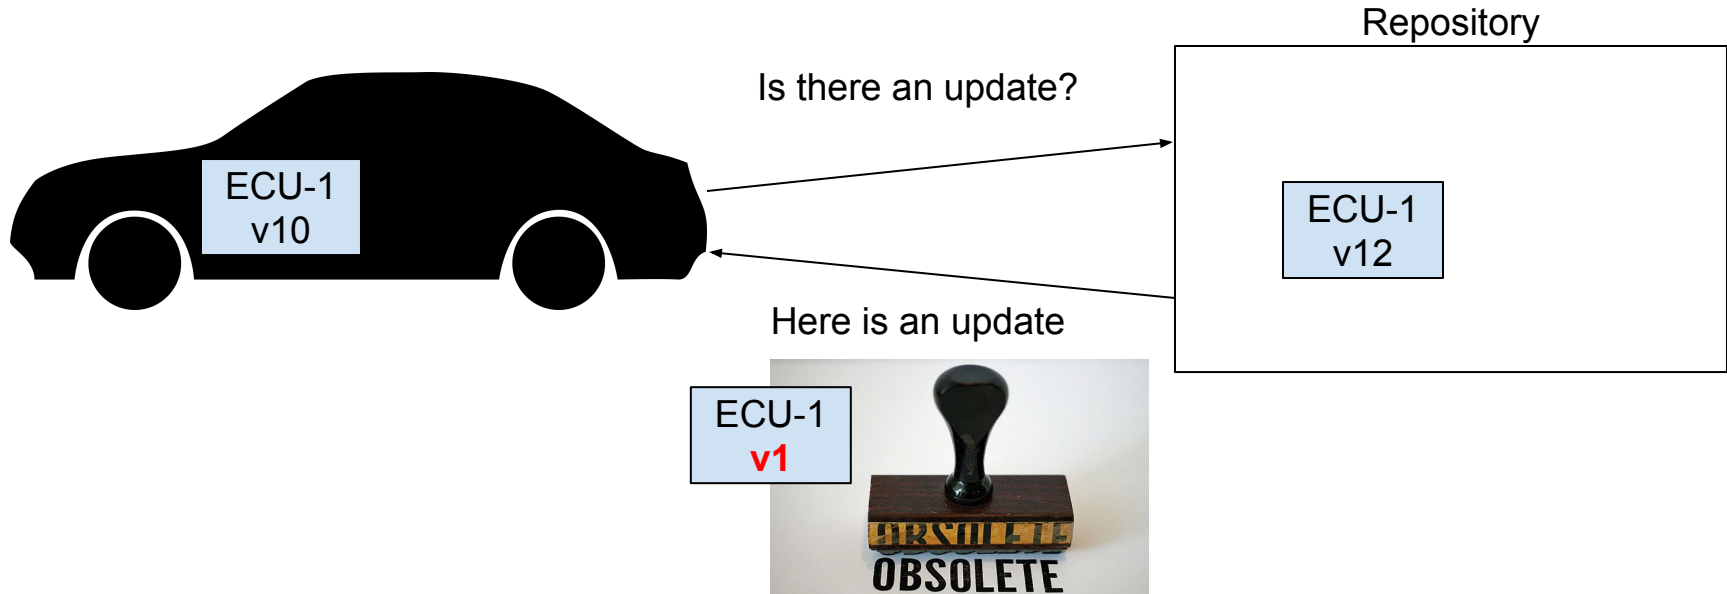 Repository
Is there an update?
ECU-1
v10
ECU-1
v12
Here is an update
ECU-1
v1
OBSOLETE
OBSOLETE